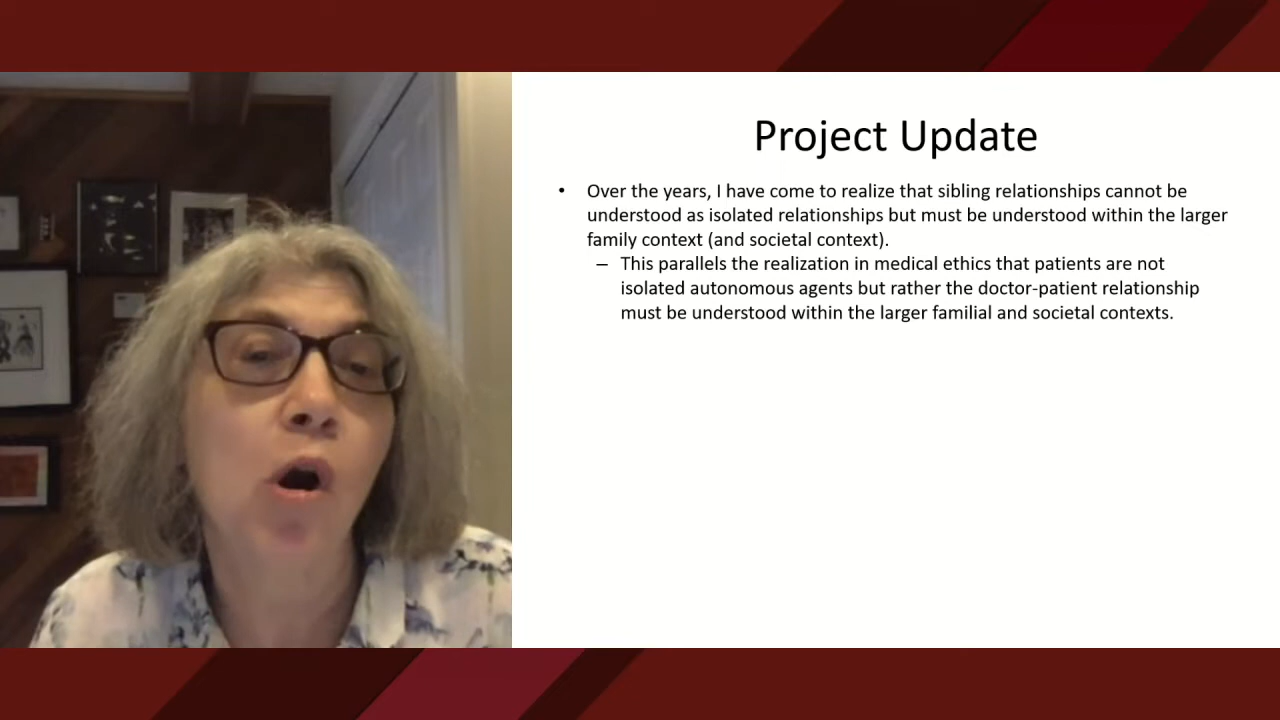 Project Update
• Over the years, I have come to realize that sibling relationships cannot be
understood as isolated relationships but must be understood within the larger
family context (and societal context).
– This parallels the realization in medical ethics that patients are not
isolated autonomous agents but rather the doctor-patient relationship
must be understood within the larger familial and societal contexts.